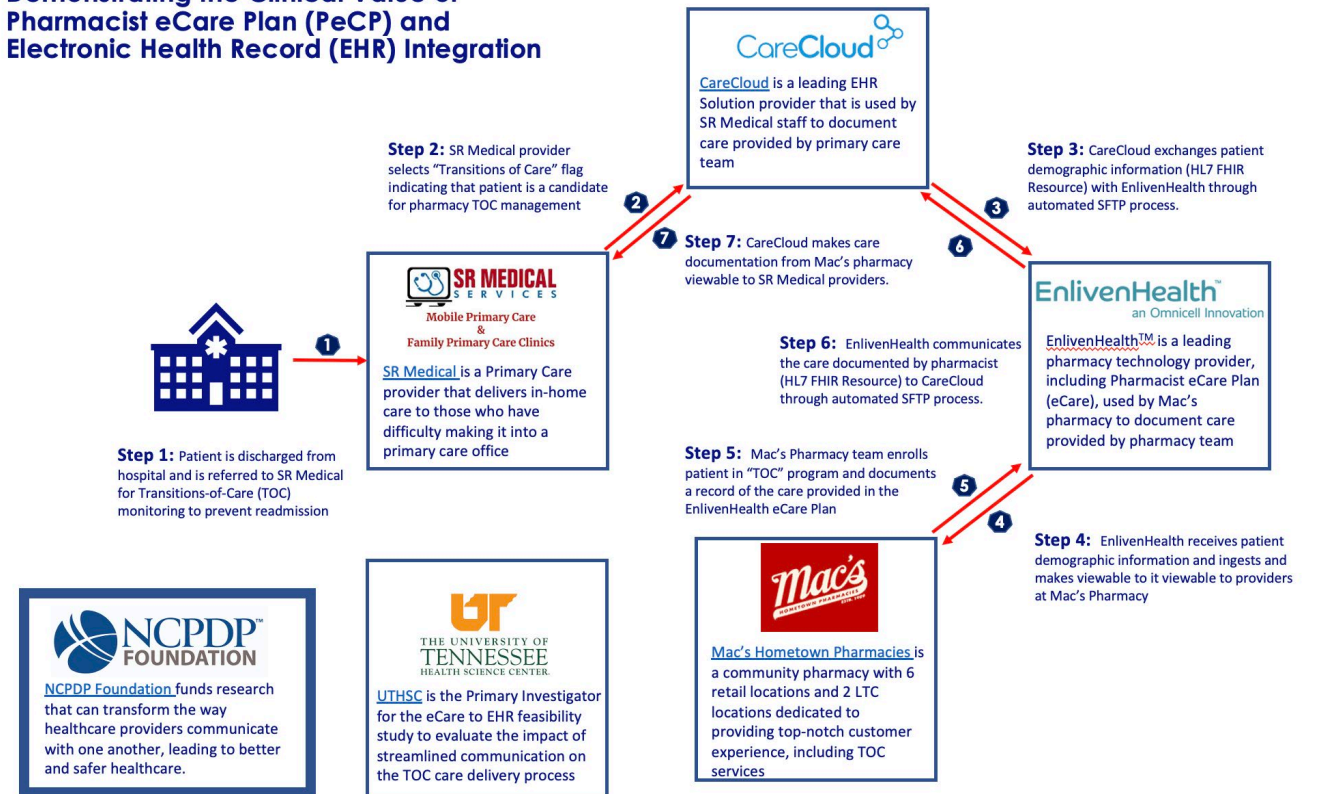 Demonstrating the Clinical Value of
Pharmacist eCare Plan (PeCP) and
Electronic Health Record (EHR) Integration
CareCloud
CareCloud is a leading EHR
Solution provider that is used by
SR Medical staff to document
care provided by primary care
team
Step 2: SR Medical provider
selects “Transitions of Care” flag
indicating that patient is a candidate
for pharmacy TOC management
Step 3: CareCloud exchanges patient
demographic information (HL7 FHIR
Resource) with EnlivenHealth through
automated SFTP process.
2
7
3
6
Step 7: CareCloud makes care
documentation from Mac’s pharmacy
viewable to SR Medical providers.
SR MEDICAL
SERVICES
Mobile Primary Care
&
Family Primary Care Clinics
SR Medical is a Primary Care
provider that delivers in-home
care to those who have
difficulty making it into a
primary care office
1
Step 1: Patient is discharged from
hospital and is referred to SR Medical
for Transitions-of-Care (TOC)
monitoring to prevent readmission
EnlivenHealth™
an Omnicell Innovation
EnlivenHealthTM is a leading
pharmacy technology provider,
including Pharmacist eCare Plan
(eCare), used by Mac’s
pharmacy to document care
provided by pharmacy team
Step 6: EnlivenHealth communicates
the care documented by pharmacist
(HL7 FHIR Resource) to CareCloud
through automated SFTP process.
Step 5: Mac’s Pharmacy team enrolls
patient in “TOC” program and documents
a record of the care provided in the
EnlivenHealth eCare Plan
5
4
Step 4: EnlivenHealth receives patient
demographic information and ingests and
makes viewable to it viewable to providers
at Mac’s Pharmacy
NCPDP™
FOUNDATION
NCPDP Foundation funds research
that can transform the way
healthcare providers communicate
with one another, leading to better
and safer healthcare.
UT
THE UNIVERSITY OF
TENNESSEE
HEALTH SCIENCE CENTER.
UTHSC is the Primary Investigator
for the eCare to EHR feasibility
study to evaluate the impact of
streamlined communication on
the TOC care delivery process
Mac's
HOMETOWN PHARMACIES
Mac’s Hometown Pharmacies is
a community pharmacy with 6
retail locations and 2 LTC
locations dedicated to
providing top-notch customer
experience, including TOC
services